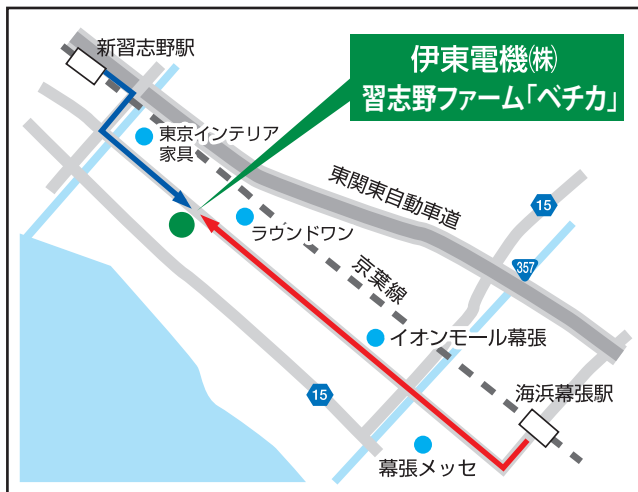 新習志野駅
伊東電機㈱
習志野ファーム「ベチカ」
東京インテリア
家具
東関東自動車道
15
ラウンドワン
357
京葉線
イオンモール幕張
15
海浜幕張駅
幕張メッセ